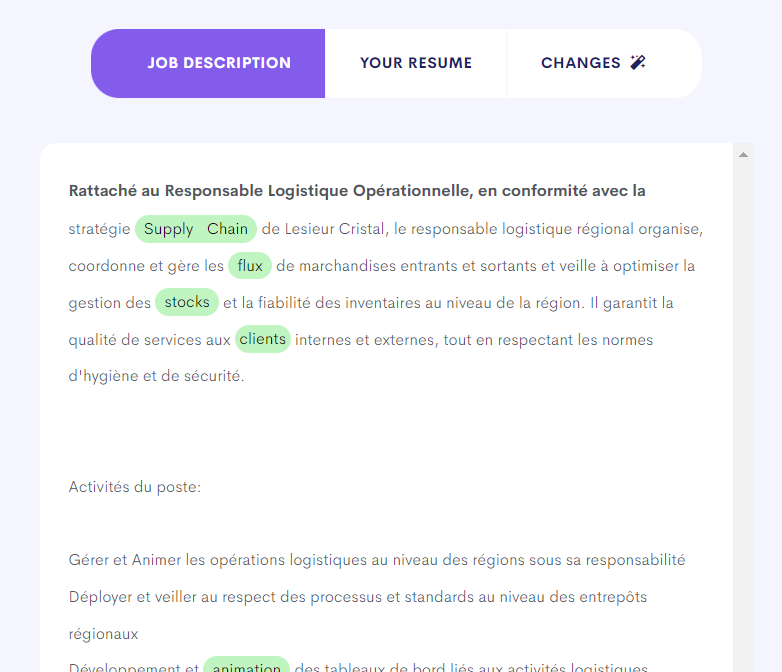 JOB DESCRIPTION
YOUR RESUME
CHANGES
Rattaché au Responsable Logistique Opérationnelle, en conformité avec la
stratégie Supply Chain de Lesieur Cristal, le responsable logistique régional organise,
coordonne et gère les flux de marchandises entrants et sortants et veille à optimiser la
gestion des stocks et la fiabilité des inventaires au niveau de la région. Il garantit la
qualité de services aux clients internes et externes, tout en respectant les normes
d'hygiène et de sécurité.
Activités du poste:
Gérer et Animer les opérations logistiques au niveau des régions sous sa responsabilité
Déployer et veiller au respect des processus et standards au niveau des entrepôts
régionaux
Développement et animation des tableaux de bord liés aux activités logistiques